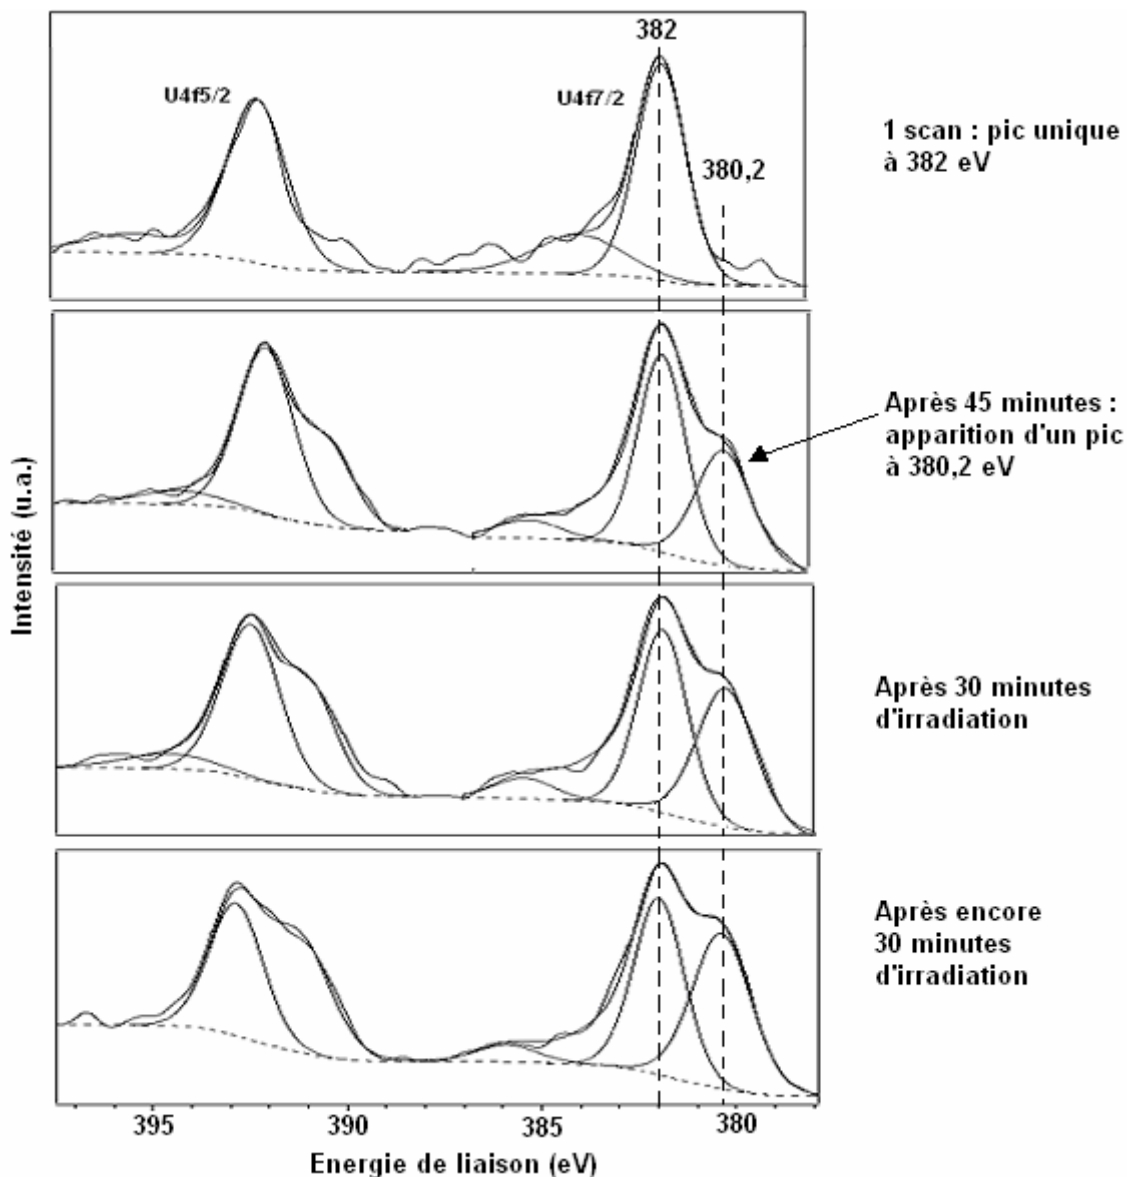 382
U4f5/2
U4f7/2
380,2
1 scan : pic unique
à 382 eV
Après 45 minutes :
apparition d'un pic
à 380,2 eV
Intensité (u.a.)
Après 30 minutes
d'irradiation
Après encore
30 minutes
d'irradiation
395
390
385
380
Energie de liaison (eV)